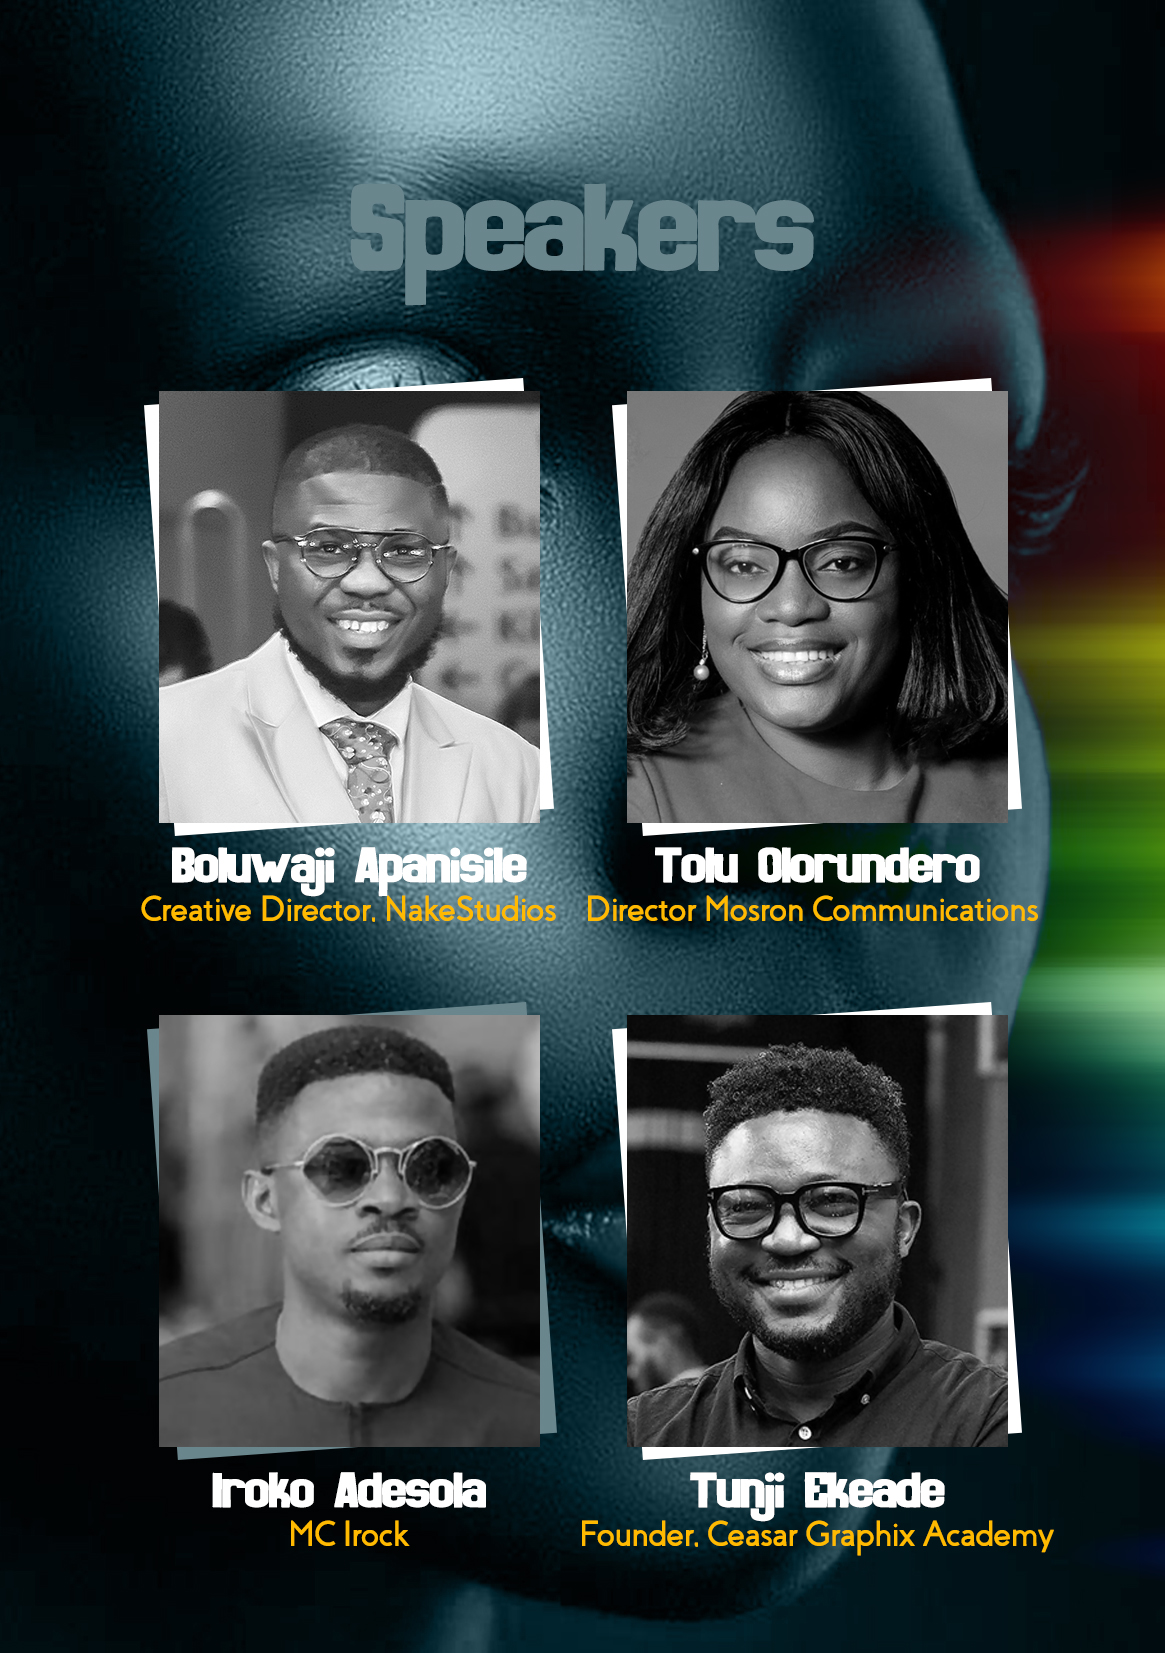 Speakers
Boluwaji Apanisile
Creative Director, NakeStudios
Tolu Olorundero
Director Mosron Communications
Iroko Adesola
MC Irock
Tunji Ekeade
Founder, Ceasar Graphix Academy